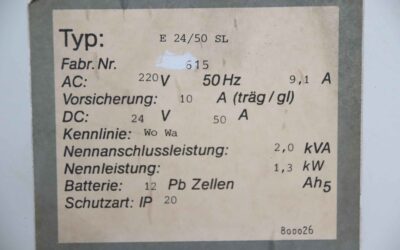 Typ: E 24/50 SL
Fabr. Nr. 615
AC: 220 V 50 Hz 9,1 A
Vorsicherung: 10 A (träg / gl)
DC: 24 V 50 A
Kennlinie: Wo Wa
Nennanschlussleistung: 2,0 kVA
Nennleistung: 1,3 kW
Batterie: 12 Pb Zellen Ah5
Schutzart: IP 20
800026